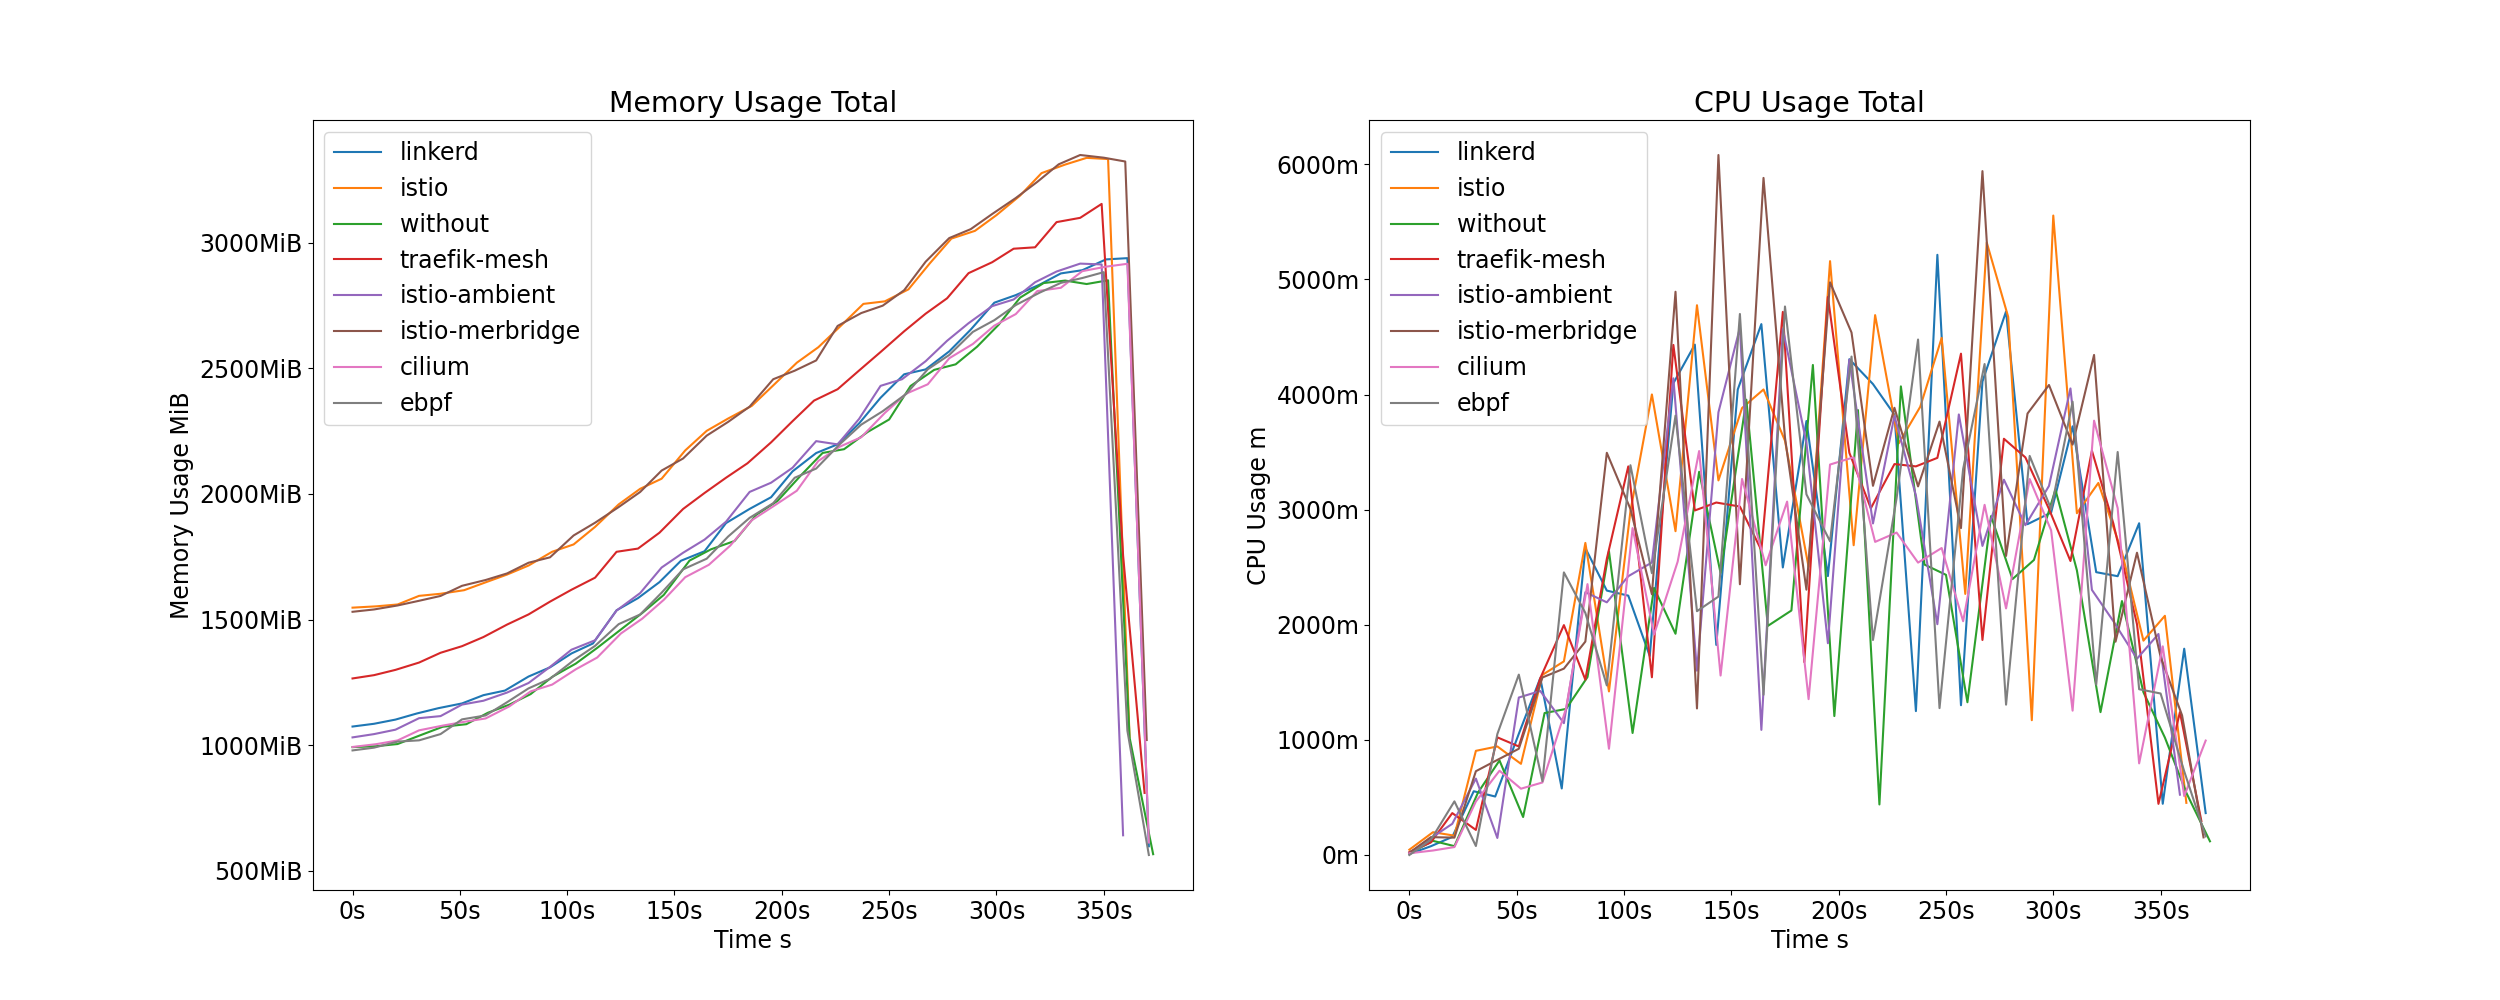 Memory Usage Total
linkerd
istio
without
traefik-mesh
istio-ambient
istio-merbridge
cilium
ebpf
3000MiB
2500MiB
2000MiB
1500MiB
1000MiB
500MiB
Memory Usage MiB
0s 50s 100s 150s 200s 250s 300s 350s
Time s
CPU Usage Total
linkerd
istio
without
traefik-mesh
istio-ambient
istio-merbridge
cilium
ebpf
6000m
5000m
4000m
3000m
2000m
1000m
0m
CPU Usage m
0s 50s 100s 150s 200s 250s 300s 350s
Time s